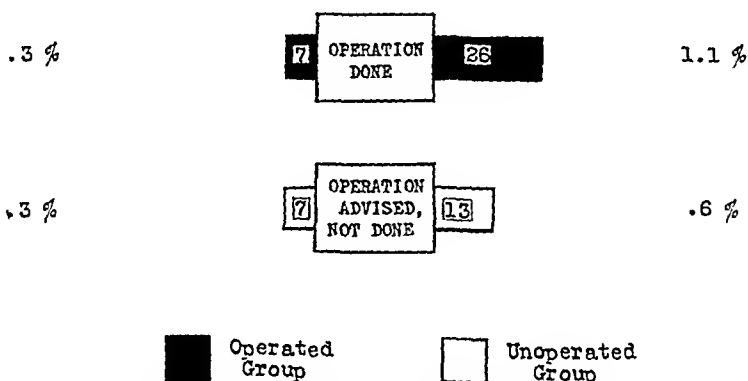 .3 % 7 OPERATION DONE 26 1.1 %
.3 % 7 OPERATION ADVISED, NOT DONE 13 .6 %
Operated Group
Unoperated Group